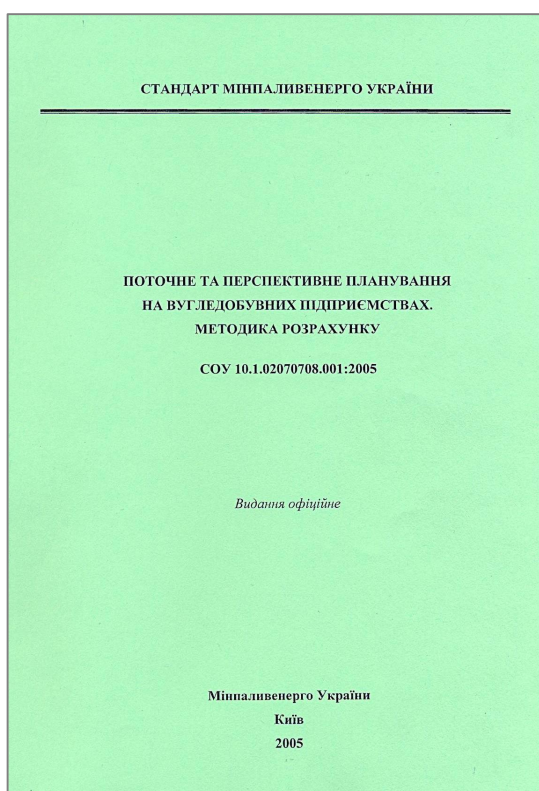 СТАНДАРТ МІНПАЛИВЕНЕРГО УКРАЇНИ
ПОТОЧНЕ ТА ПЕРСПЕКТИВНЕ ПЛАНУВАННЯ
НА ВУГЛЕДОБУВНИХ ПІДПРИЄМСТВАХ.
МЕТОДИКА РОЗРАХУНКУ
СОУ 10.1.02070708.001:2005
Видання офіційне
Мінпаливенерго України
Київ
2005